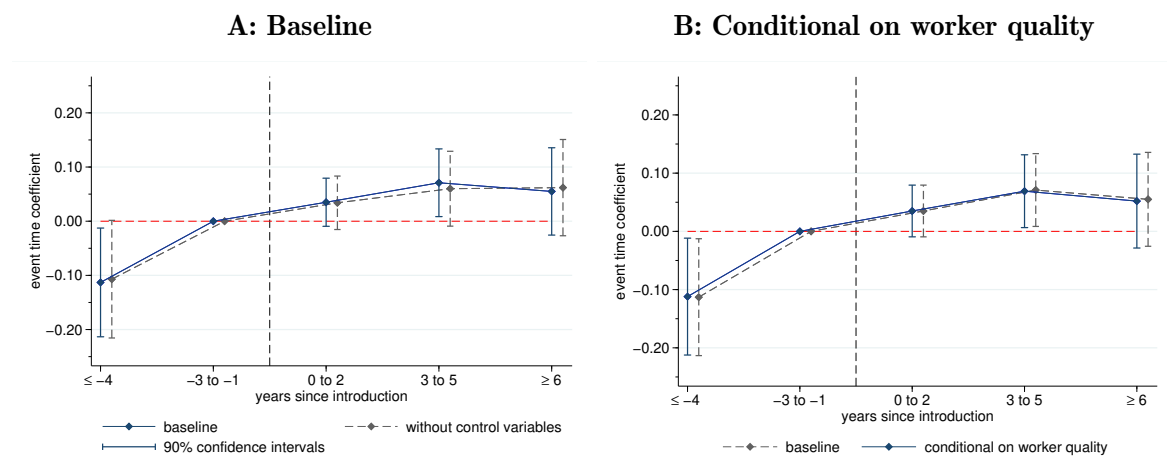 A: Baseline
event time coefficient
0.20
0.10
0.00
−0.10
−0.20
≤ −4
−3 to −1
0 to 2
3 to 5
≥ 6
years since introduction
baseline
without control variables
90% confidence intervals
B: Conditional on worker quality
event time coefficient
0.20
0.10
0.00
−0.10
−0.20
≤ −4
−3 to −1
0 to 2
3 to 5
≥ 6
years since introduction
baseline
conditional on worker quality